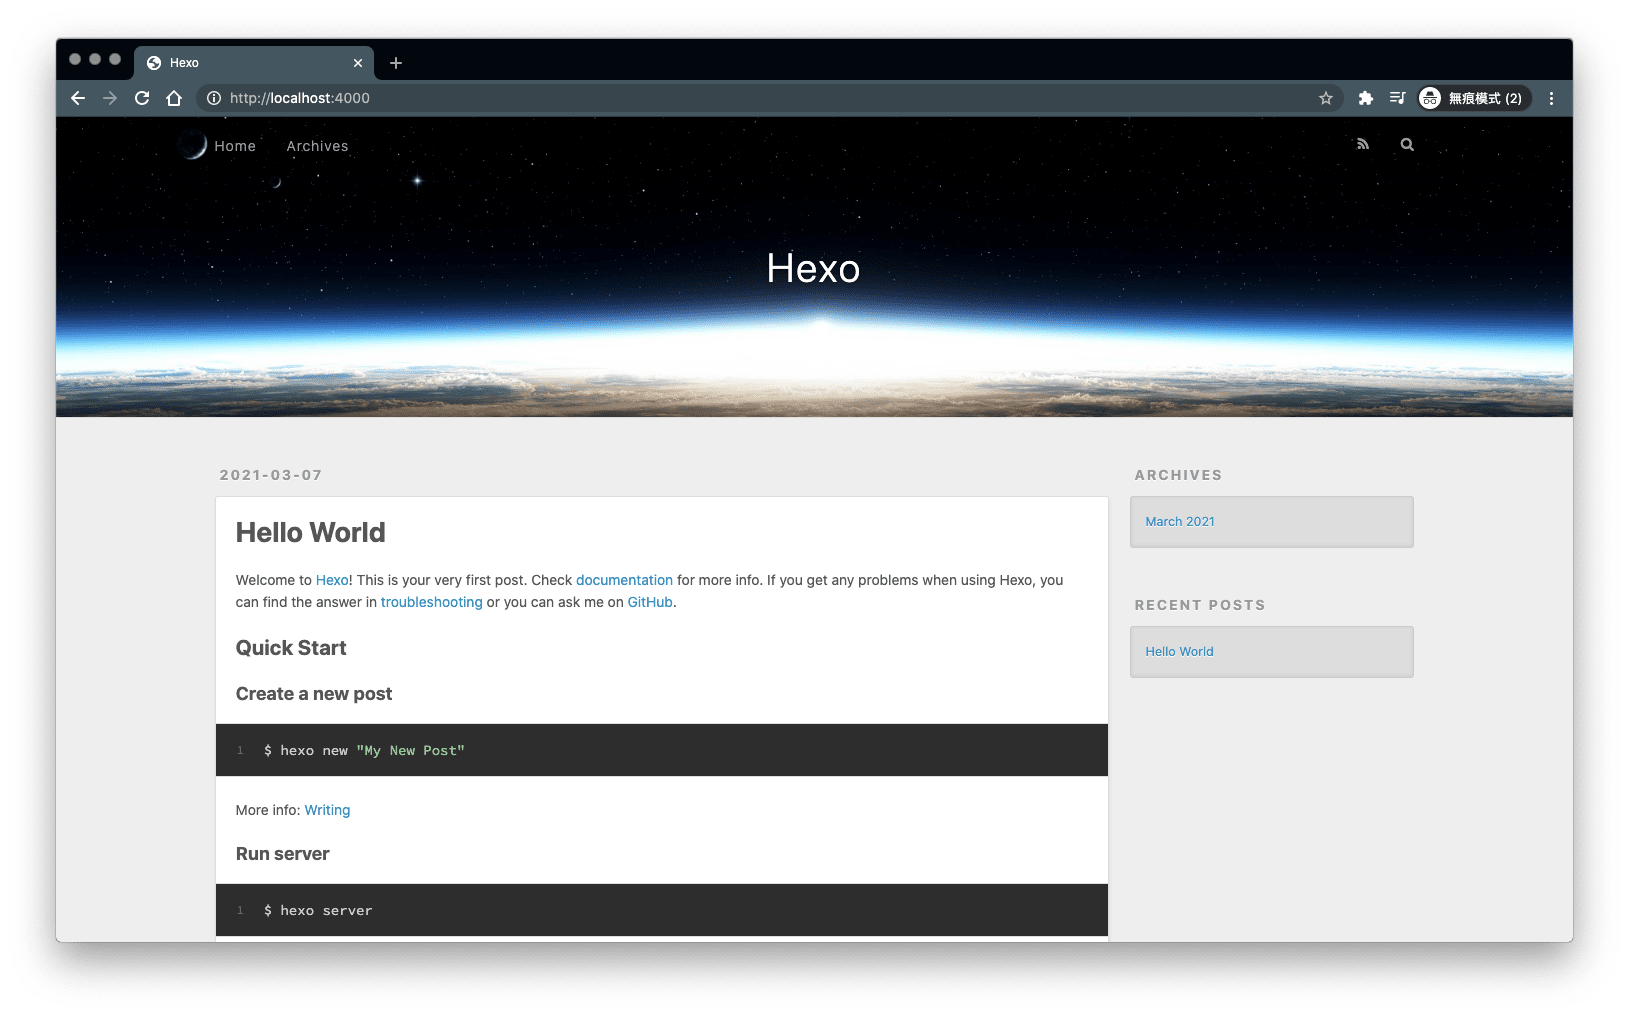 Hexo
http://localhost:4000
無痕模式 (2)
Home
Archives
Hexo
2021-03-07
Hello World
Welcome to Hexo! This is your very first post. Check documentation for more info. If you get any problems when using Hexo, you
can find the answer in troubleshooting or you can ask me on GitHub.
Quick Start
Create a new post
1 $ hexo new "My New Post"
More info: Writing
Run server
1 $ hexo server
ARCHIVES
March 2021
RECENT POSTS
Hello World